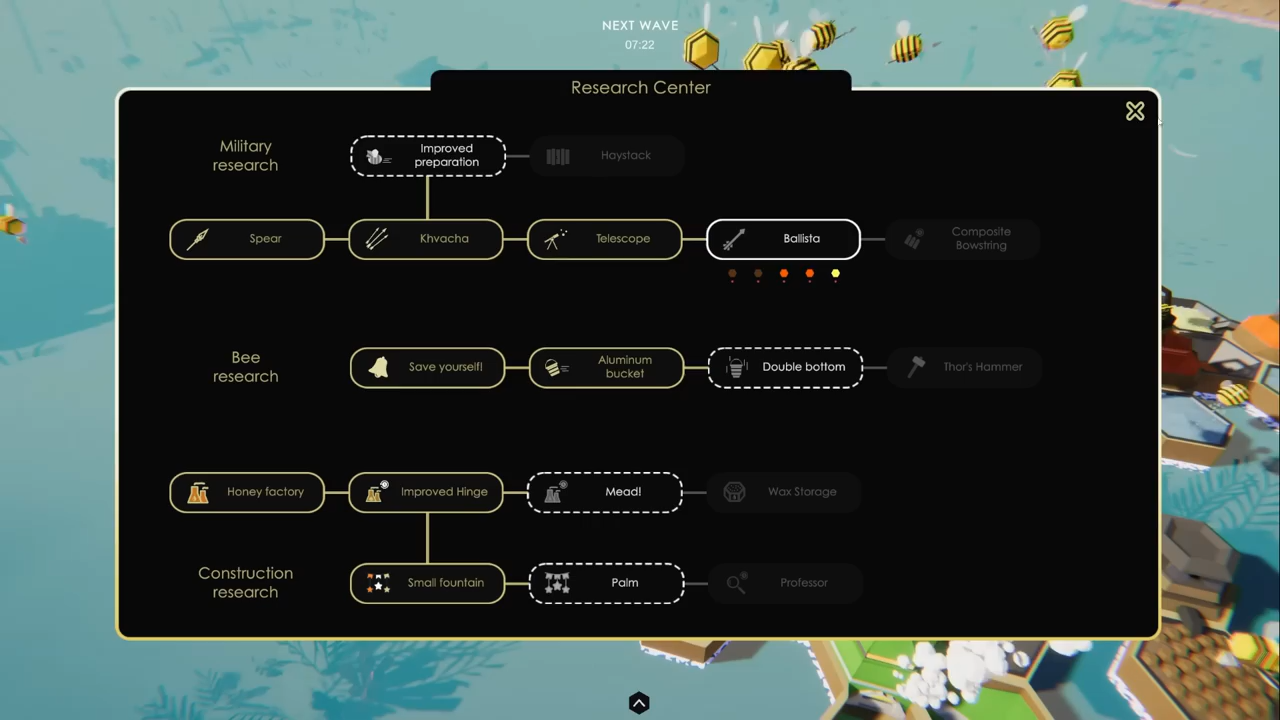 NEXT WAVE
07:22
Research Center
Military
research
Improved
preparation
Haystack
Spear
Khvacha
Telescope
Ballista
Composite
Bowstring
Bee
research
Save yourself!
Aluminum
bucket
Double bottom
Thor's Hammer
Honey factory
Improved Hinge
Mead!
Wax Storage
Construction
research
Small fountain
Palm
Professor